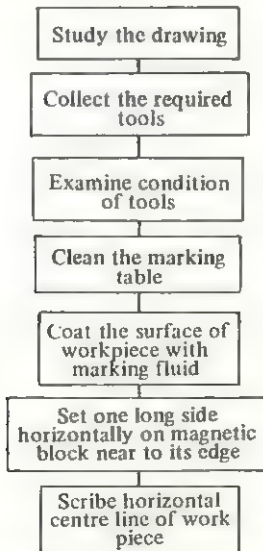 Study the drawing
Collect the required
tools
Examine condition
of tools
Clean the marking
table
Coat the surface of
workpiece with
marking fluid
Set one long side
horizontally on magnetic
block near to its edge
Scribe horizontal
centre line of work
piece